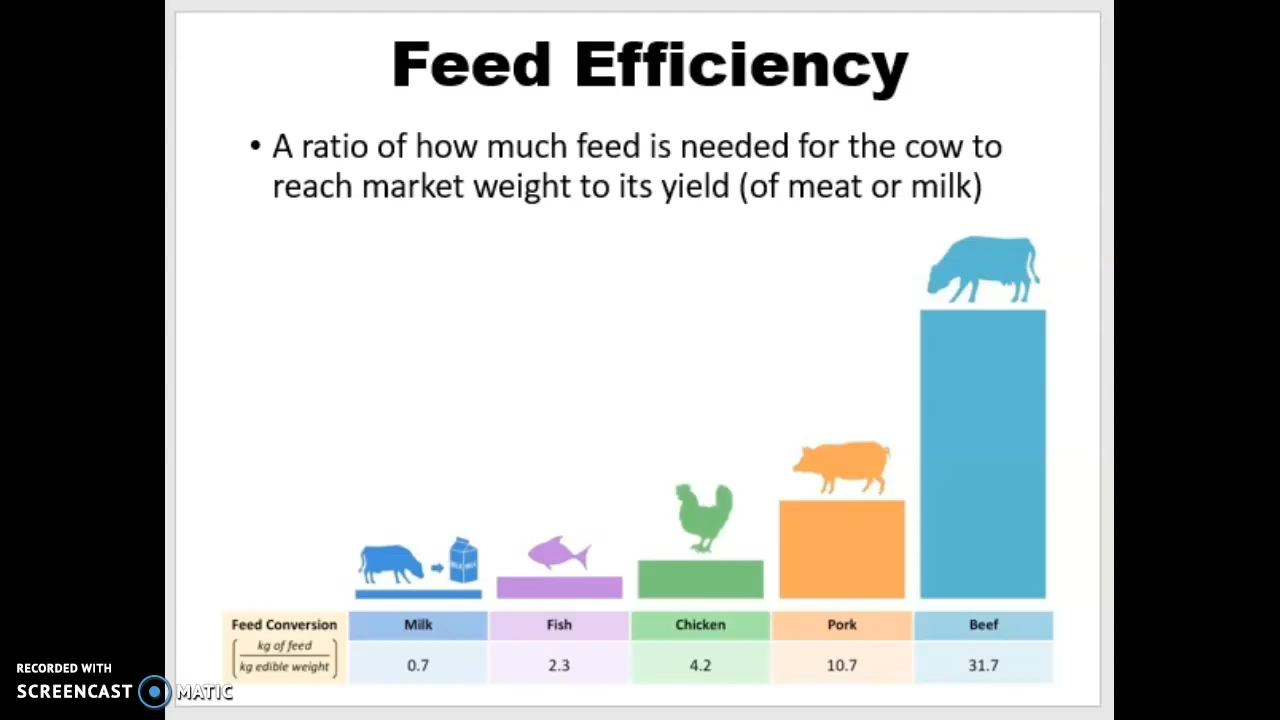 Feed Efficiency
• A ratio of how much feed is needed for the cow to
reach market weight to its yield (of meat or milk)
Feed Conversion Milk Fish Chicken Pork Beef
kg of feed
kg edible weight 0.7 2.3 4.2 10.7 31.7
RECORDED WITH
SCREENCAST MATIC